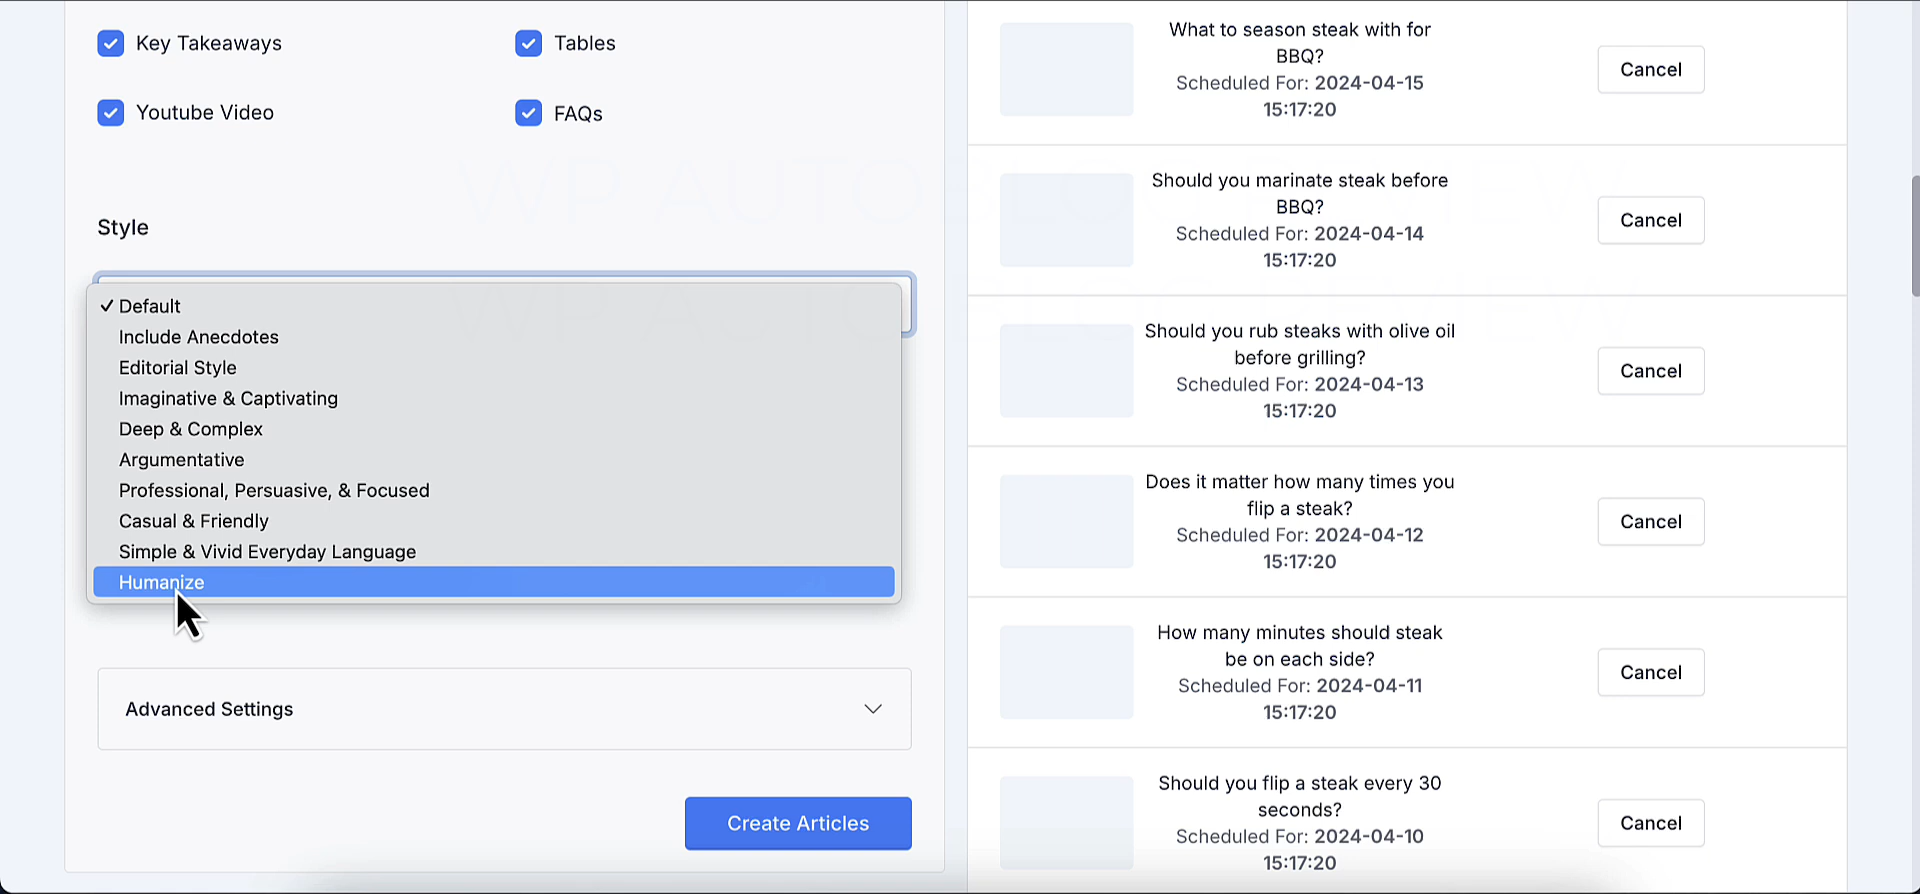 Key Takeaways
Tables
Youtube Video
FAQs
Style
✓ Default
Include Anecdotes
Editorial Style
Imaginative & Captivating
Deep & Complex
Argumentative
Professional, Persuasive, & Focused
Casual & Friendly
Simple & Vivid Everyday Language
Humanize
Advanced Settings
Create Articles
What to season steak with for
BBQ?
Scheduled For: 2024-04-15
15:17:20
Cancel
Should you marinate steak before
BBQ?
Scheduled For: 2024-04-14
15:17:20
Cancel
Should you rub steaks with olive oil
before grilling?
Scheduled For: 2024-04-13
15:17:20
Cancel
Does it matter how many times you
flip a steak?
Scheduled For: 2024-04-12
15:17:20
Cancel
How many minutes should steak
be on each side?
Scheduled For: 2024-04-11
15:17:20
Cancel
Should you flip a steak every 30
seconds?
Scheduled For: 2024-04-10
15:17:20
Cancel